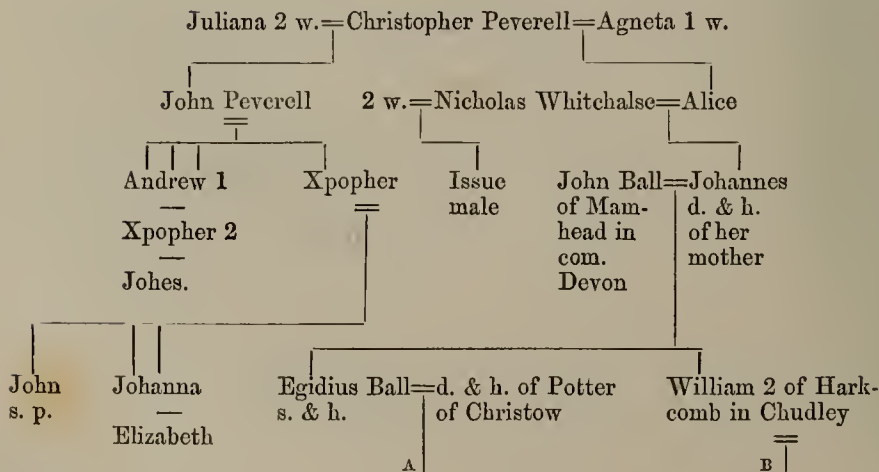 Juliana 2 w.=Christopher Peverell=Agneta 1 w.
John Peverell 2 w.=Nicholas Whitchalse=Alice
Andrew 1 Xpopher Issue John Ball=Johannes
male of Mam- d. & h.
Xpopher 2 head in of her
com. mother
Johes. Devon
John Johanna Egidius Ball=d. & h. of Potter William 2 of Hark-
s. p. s. & h. of Christow comb in Chudley
Elizabeth
A B